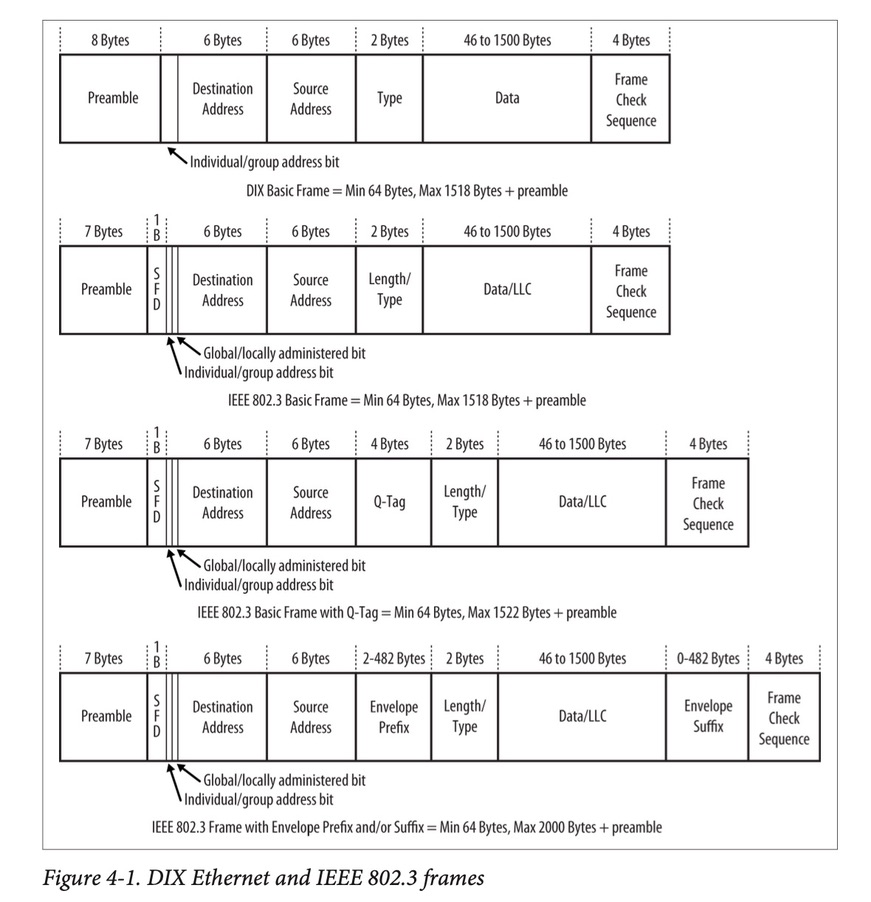 8 Bytes 6 Bytes 6 Bytes 2 Bytes 46 to 1500 Bytes 4 Bytes
Preamble Destination Address Source Address Type Data Frame Check Sequence
Individual/group address bit
DIX Basic Frame = Min 64 Bytes, Max 1518 Bytes + preamble
7 Bytes 1 B 6 Bytes 6 Bytes 2 Bytes 46 to 1500 Bytes 4 Bytes
Preamble SFD Destination Address Source Address Length/ Type Data/LLC Frame Check Sequence
Global/locally administered bit
Individual/group address bit
IEEE 802.3 Basic Frame = Min 64 Bytes, Max 1518 Bytes + preamble
7 Bytes 1 B 6 Bytes 6 Bytes 4 Bytes 2 Bytes 46 to 1500 Bytes 4 Bytes
Preamble SFD Destination Address Source Address Q-Tag Length/ Type Data/LLC Frame Check Sequence
Global/locally administered bit
Individual/group address bit
IEEE 802.3 Basic Frame with Q-Tag = Min 64 Bytes, Max 1522 Bytes + preamble
7 Bytes 1 B 6 Bytes 6 Bytes 2-482 Bytes 2 Bytes 46 to 1500 Bytes 0-482 Bytes 4 Bytes
Preamble SFD Destination Address Source Address Envelope Prefix Length/ Type Data/LLC Envelope Suffix Frame Check Sequence
Global/locally administered bit
Individual/group address bit
IEEE 802.3 Frame with Envelope Prefix and/or Suffix = Min 64 Bytes, Max 2000 Bytes + preamble
Figure 4-1. DIX Ethernet and IEEE 802.3 frames